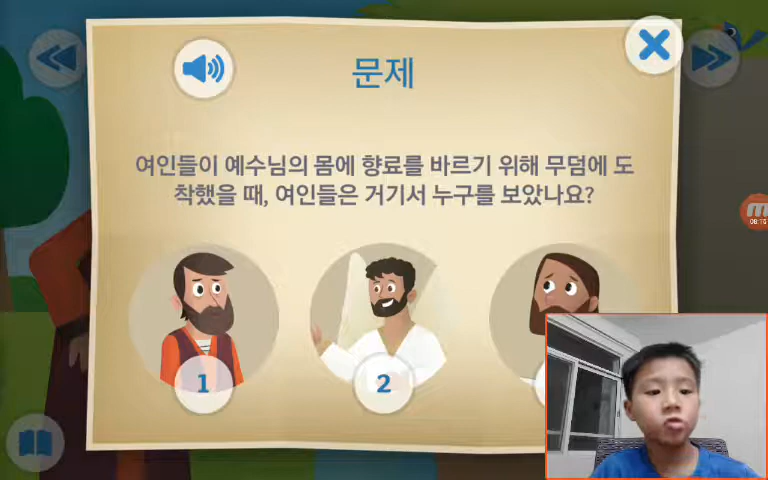 문제
여인들이 예수님의 몸에 향료를 바르기 위해 무덤에 도
착했을 때, 여인들은 거기서 누구를 보았나요?
1
2
08:15